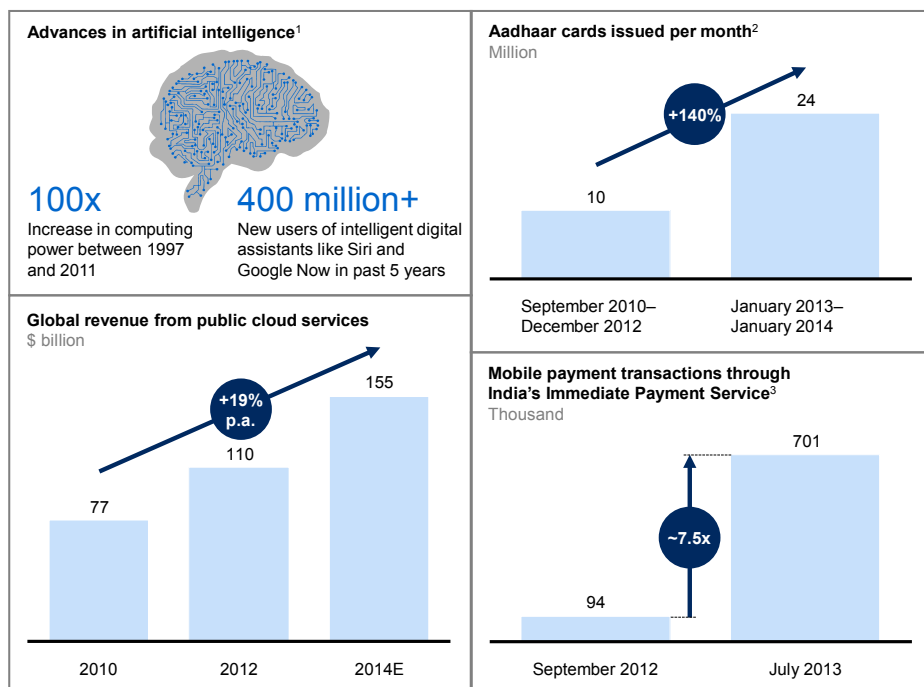 Advances in artificial intelligence1
100x
Increase in computing
power between 1997
and 2011
400 million+
New users of intelligent digital
assistants like Siri and
Google Now in past 5 years
Aadhaar cards issued per month2
Million
+140%
10
24
September 2010–
December 2012
January 2013–
January 2014
Global revenue from public cloud services
$ billion
+19%
p.a.
77
110
155
2010
2012
2014E
Mobile payment transactions through
India's Immediate Payment Service3
Thousand
701
~7.5x
94
September 2012
July 2013